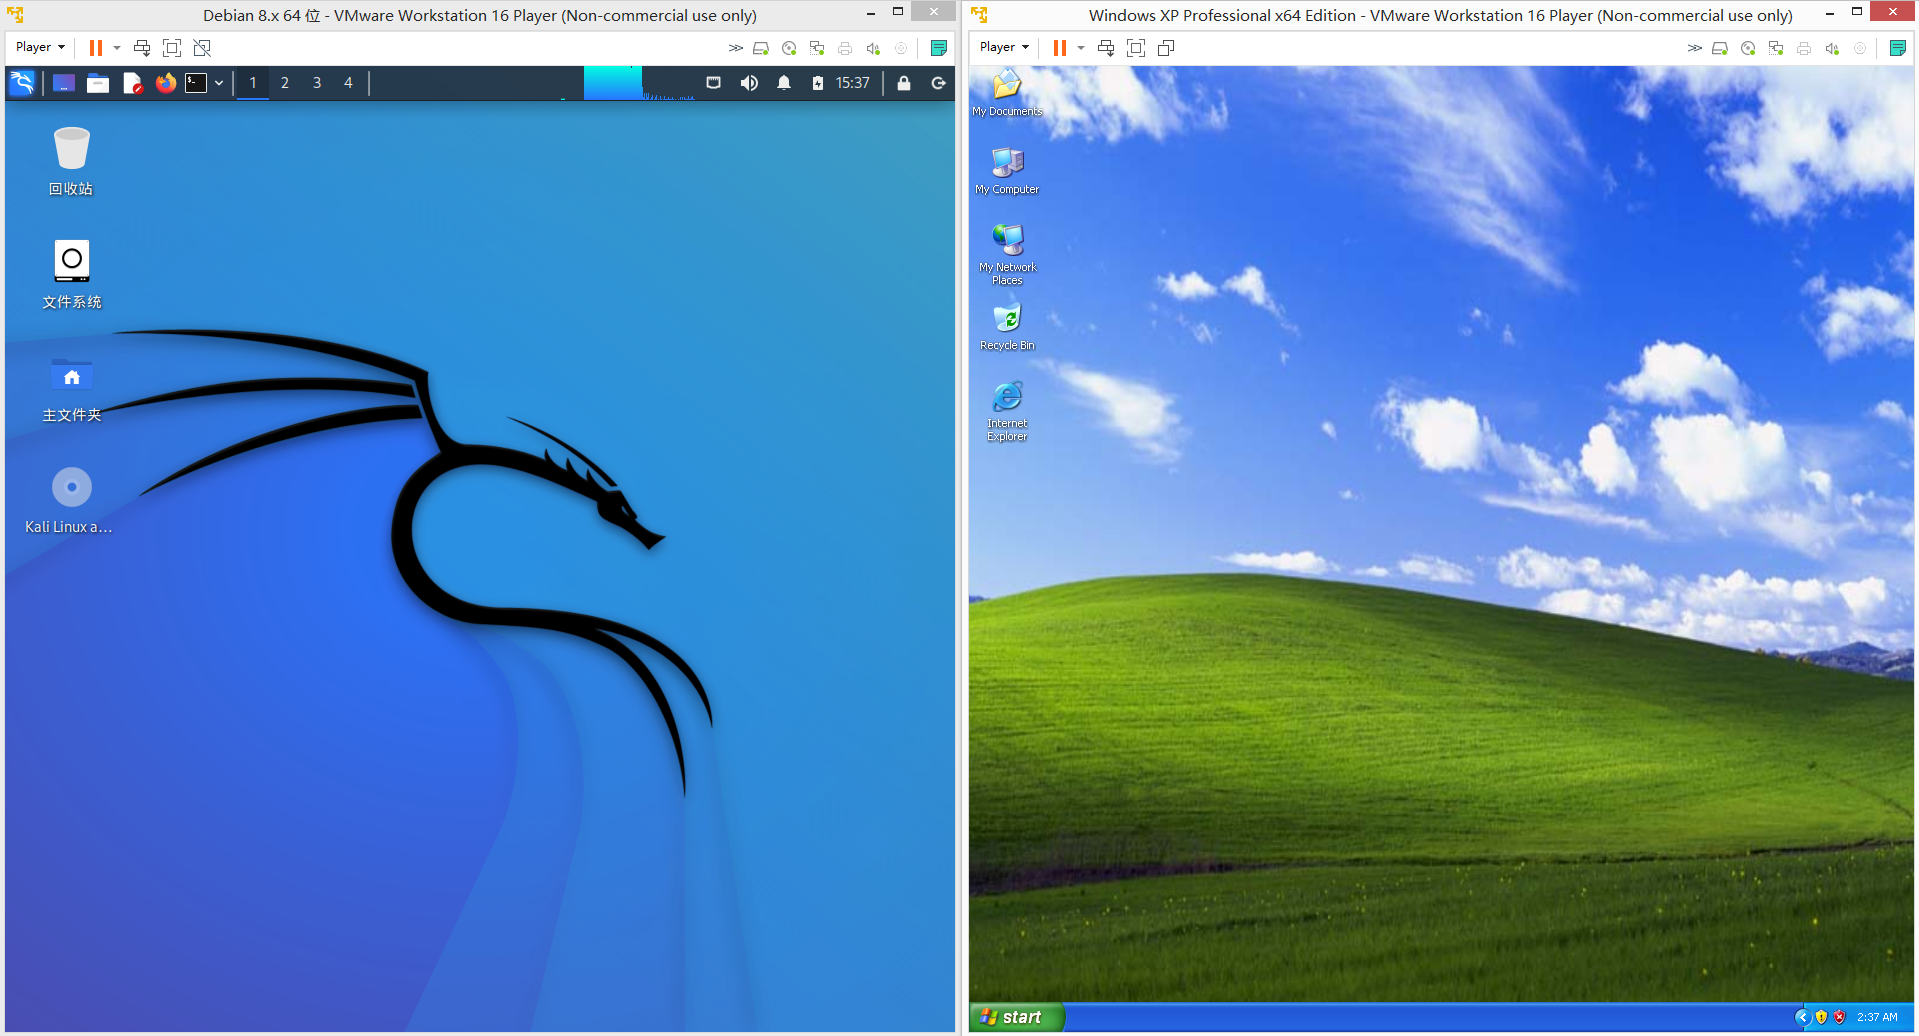 Debian 8.x 64 位 - VMware Workstation 16 Player (Non-commercial use only)
Player
1 2 3 4
15:37
回收站
文件系统
主文件夹
Kali Linux a...
Windows XP Professional x64 Edition - VMware Workstation 16 Player (Non-commercial use only)
Player
My Documents
My Computer
My Network
Places
Recycle Bin
Internet
Explorer
start
2:37 AM